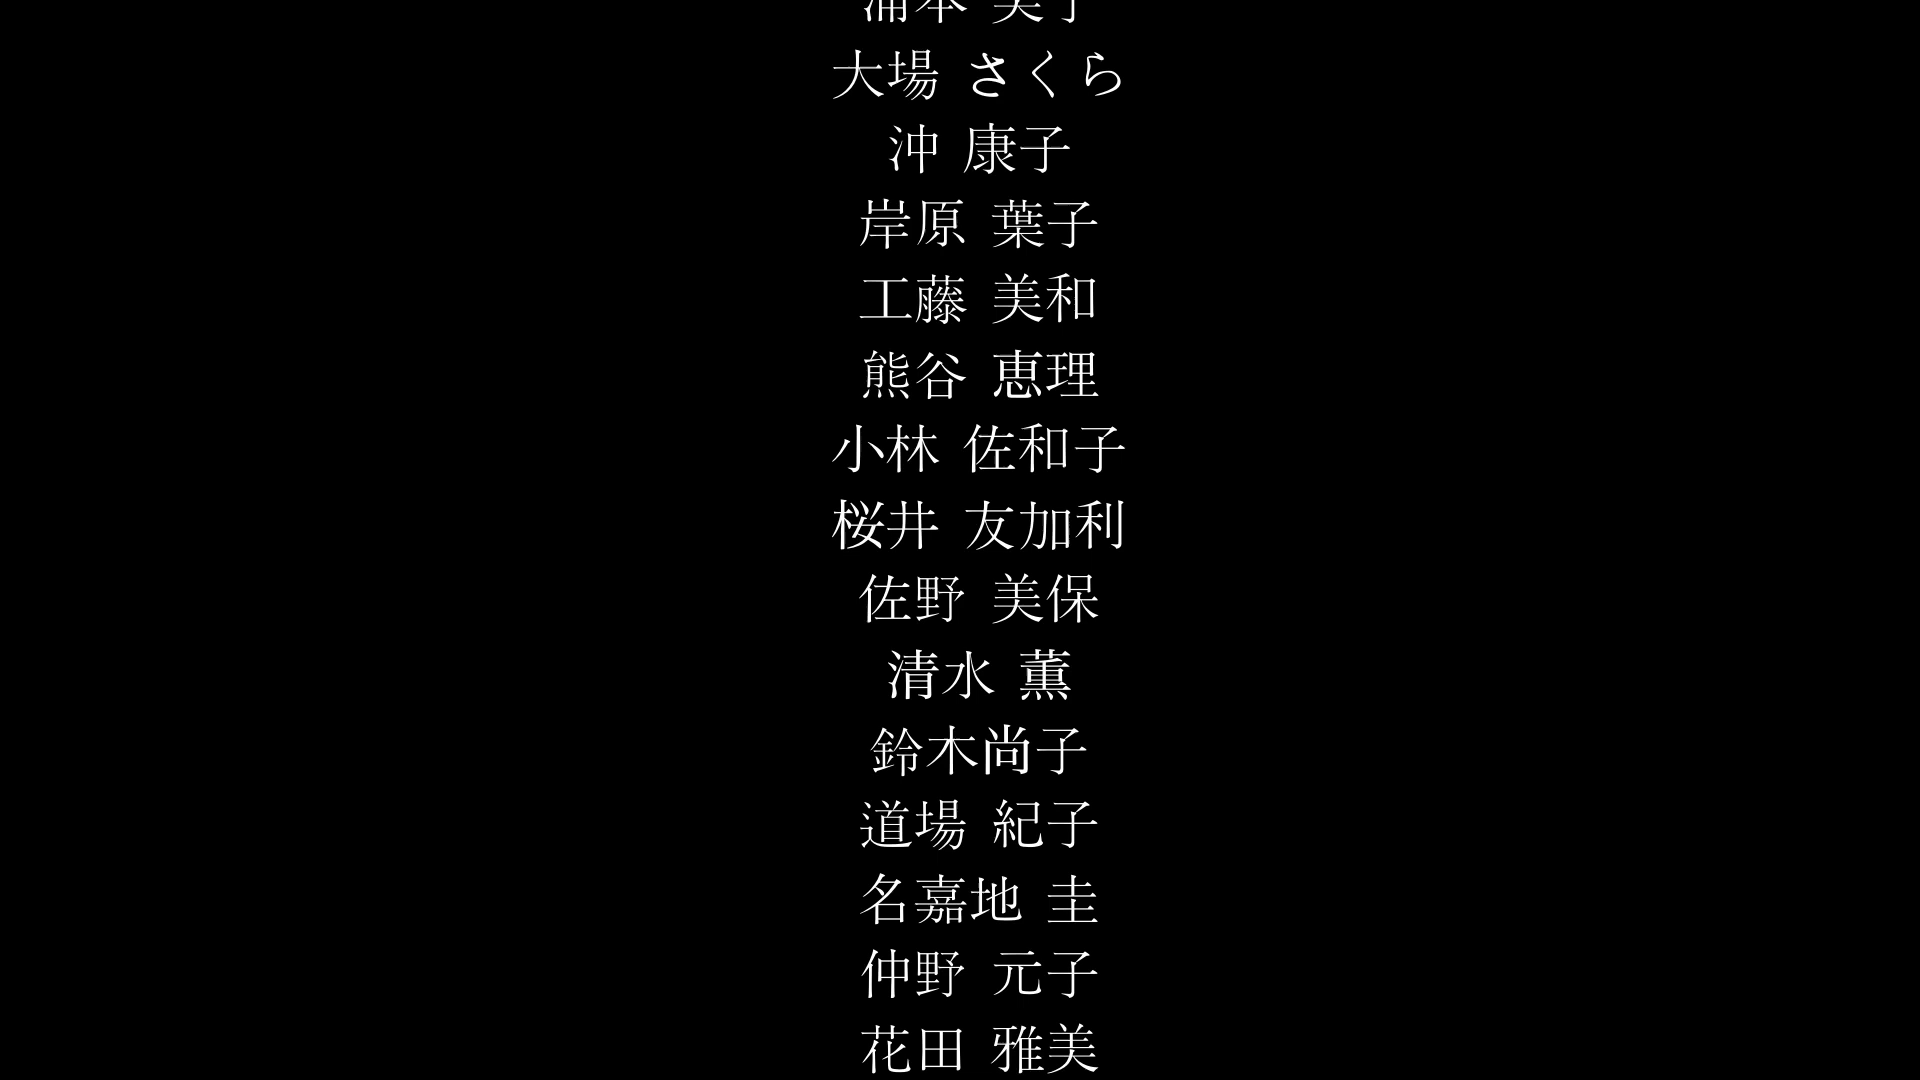 大場 さくら
沖 康子
岸原 葉子
工藤 美和
熊谷 恵理
小林 佐和子
桜井 友加利
佐野 美保
清水 薫
鈴木尚子
道場 紀子
名嘉地 圭
仲野 元子
花田 雅美